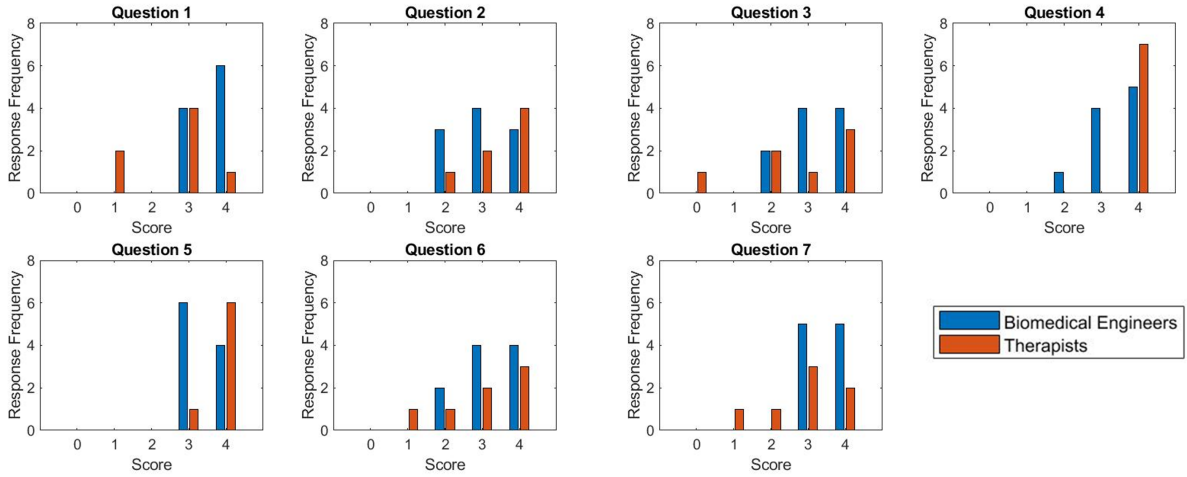 Question 1
Response Frequency
8
6
4
2
0
0 1 2 3 4
Score
Question 2
Response Frequency
8
6
4
2
0
0 1 2 3 4
Score
Question 3
Response Frequency
8
6
4
2
0
0 1 2 3 4
Score
Question 4
Response Frequency
8
6
4
2
0
0 1 2 3 4
Score
Question 5
Response Frequency
8
6
4
2
0
0 1 2 3 4
Score
Question 6
Response Frequency
8
6
4
2
0
0 1 2 3 4
Score
Question 7
Response Frequency
8
6
4
2
0
0 1 2 3 4
Score
Biomedical Engineers
Therapists